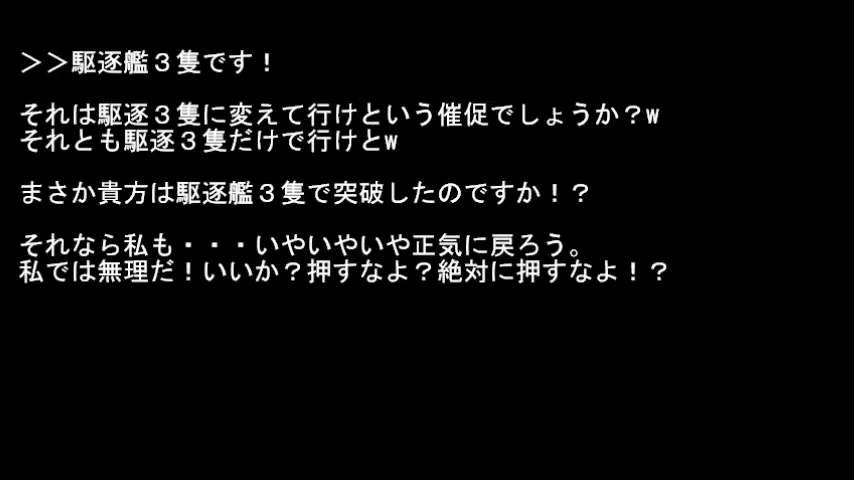 ＞＞駆逐艦３隻です！
それは駆逐３隻に変えて行けという催促でしょうか？w
それとも駆逐３隻だけで行けとw
まさか貴方は駆逐艦３隻で突破したのですか！？
それなら私も・・・いやいやいや正気に戻ろう。
私では無理だ！いいか？押すなよ？絶対に押すなよ！？